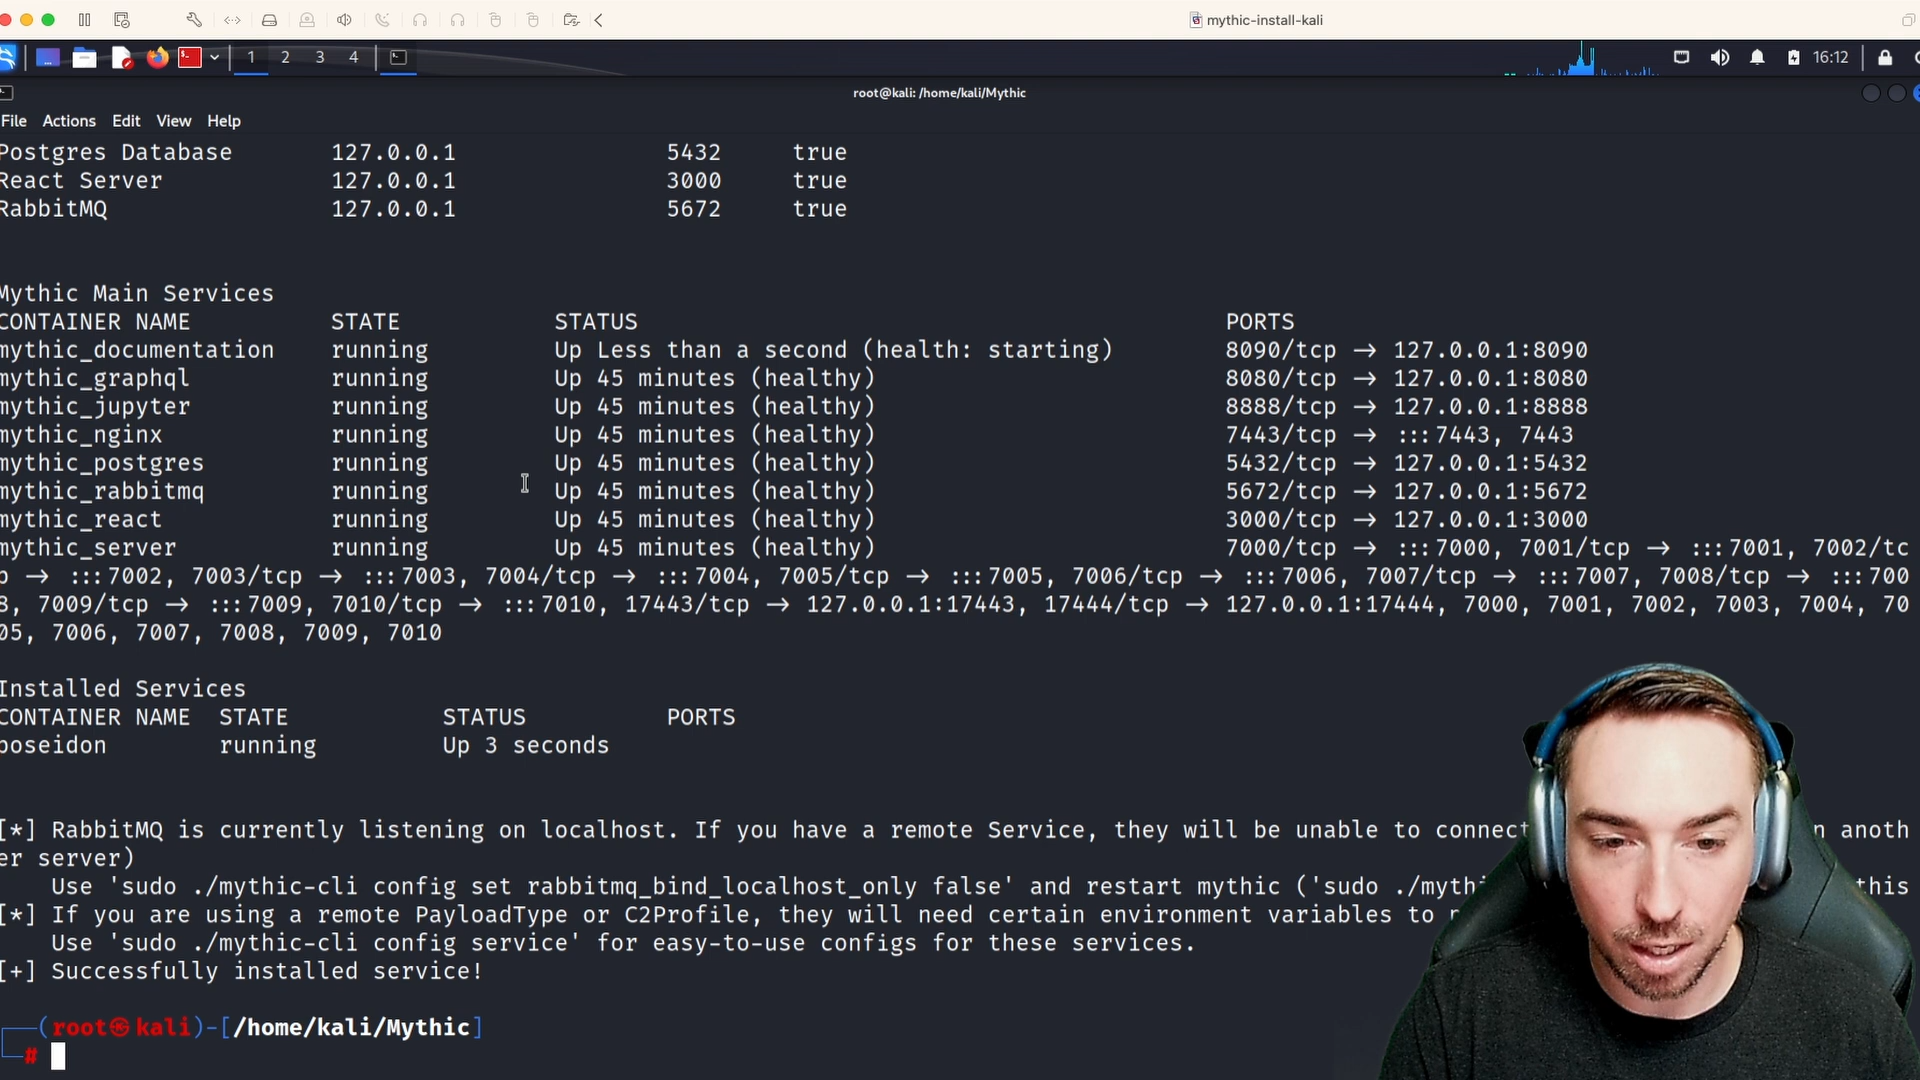 mythic-install-kali
1 2 3 4 16:12
root@kali: /home/kali/Mythic
File Actions Edit View Help
Postgres Database 127.0.0.1 5432 true
React Server 127.0.0.1 3000 true
RabbitMQ 127.0.0.1 5672 true
Mythic Main Services
CONTAINER NAME STATE STATUS PORTS
mythic_documentation running Up Less than a second (health: starting) 8090/tcp → 127.0.0.1:8090
mythic_graphql running Up 45 minutes (healthy) 8080/tcp → 127.0.0.1:8080
mythic_jupyter running Up 45 minutes (healthy) 8888/tcp → 127.0.0.1:8888
mythic_nginx running Up 45 minutes (healthy) 7443/tcp → :::7443, 7443
mythic_postgres running Up 45 minutes (healthy) 5432/tcp → 127.0.0.1:5432
mythic_rabbitmq running Up 45 minutes (healthy) 5672/tcp → 127.0.0.1:5672
mythic_react running Up 45 minutes (healthy) 3000/tcp → 127.0.0.1:3000
mythic_server running Up 45 minutes (healthy) 7000/tcp → :::7000, 7001/tcp → :::7001, 7002/tc
p → :::7002, 7003/tcp → :::7003, 7004/tcp → :::7004, 7005/tcp → :::7005, 7006/tcp → :::7006, 7007/tcp → :::7007, 7008/tcp → :::700
8, 7009/tcp → :::7009, 7010/tcp → :::7010, 17443/tcp → 127.0.0.1:17443, 17444/tcp → 127.0.0.1:17444, 7000, 7001, 7002, 7003, 7004, 70
05, 7006, 7007, 7008, 7009, 7010
Installed Services
CONTAINER NAME STATE STATUS PORTS
poseidon running Up 3 seconds
[*] RabbitMQ is currently listening on localhost. If you have a remote Service, they will be unable to connect anoth
er server)
Use 'sudo ./mythic-cli config set rabbitmq_bind_localhost_only false' and restart mythic ('sudo ./myth this
[*] If you are using a remote PayloadType or C2Profile, they will need certain environment variables to
Use 'sudo ./mythic-cli config service' for easy-to-use configs for these services.
[+] Successfully installed service!
(root㉿kali)-[/home/kali/Mythic]
#